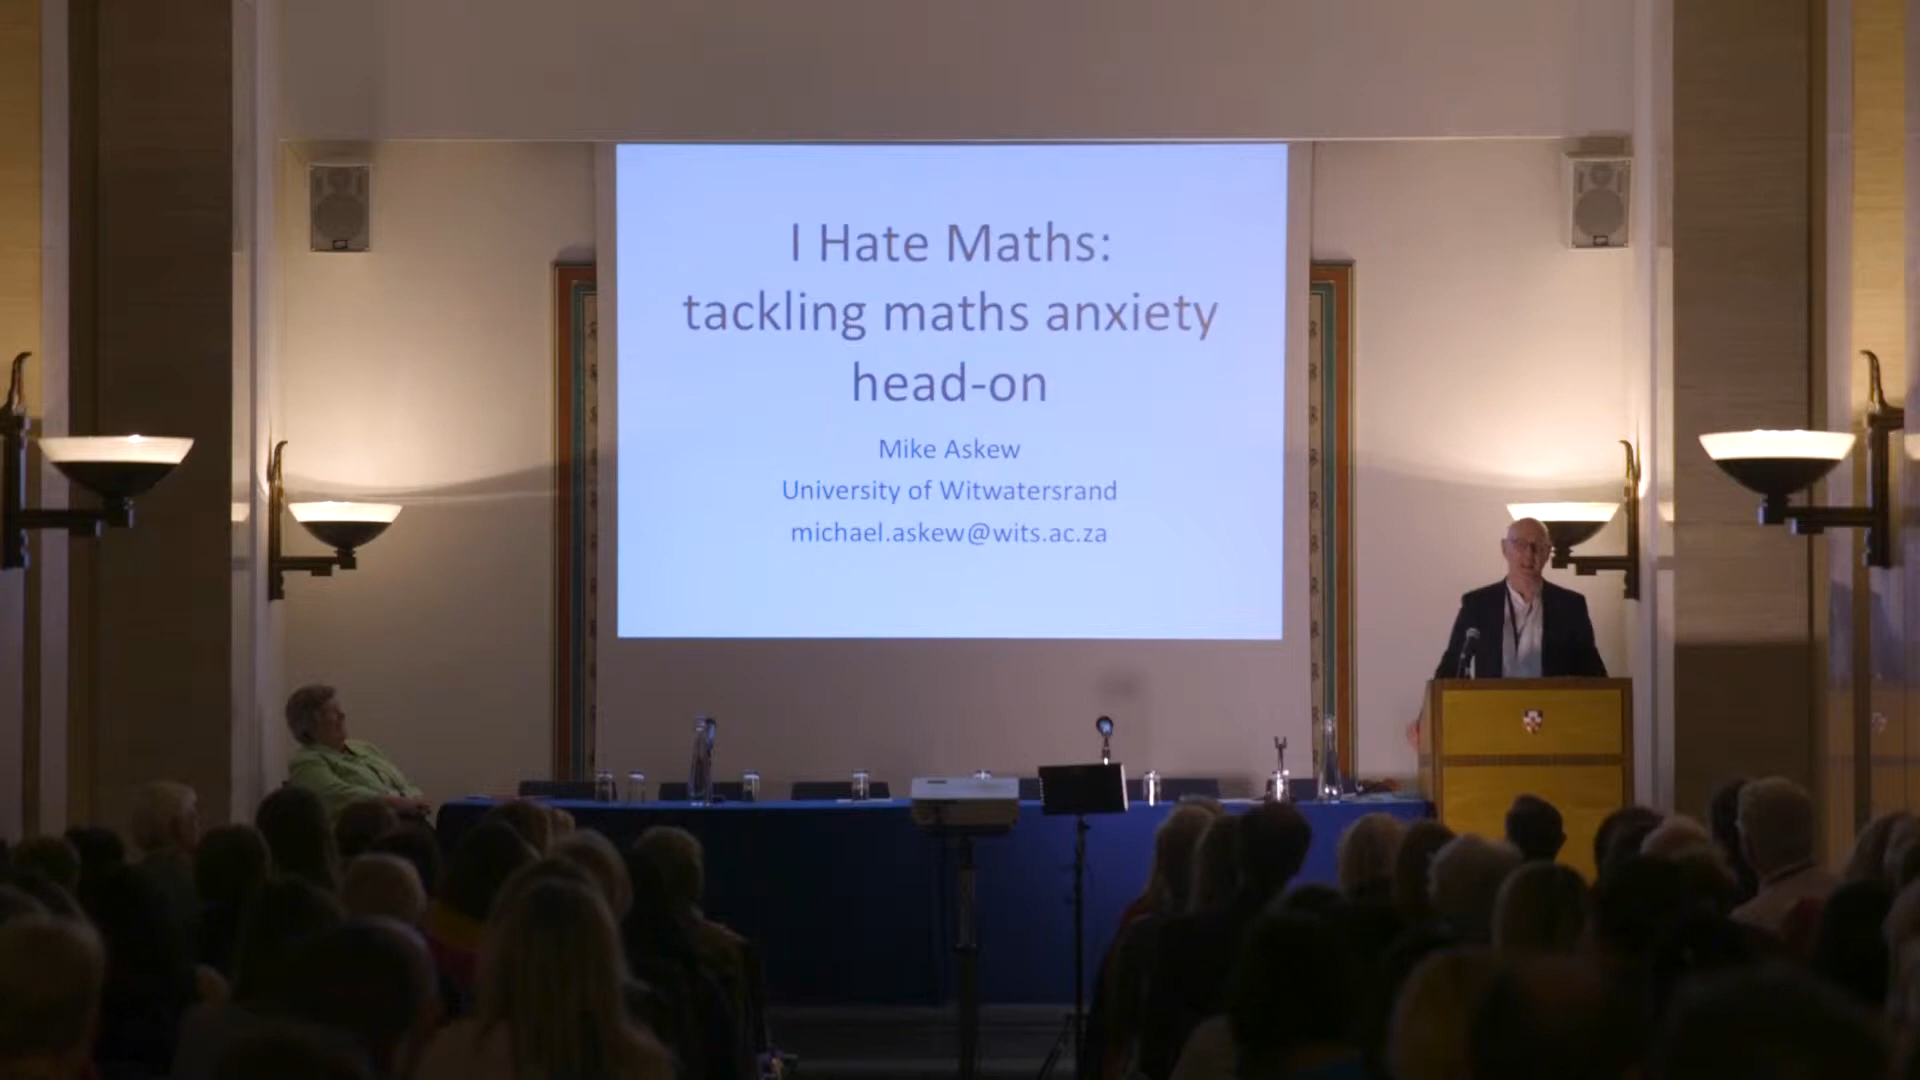 I Hate Maths:
tackling maths anxiety
head-on
Mike Askew
University of Witwatersrand
michael.askew@wits.ac.za